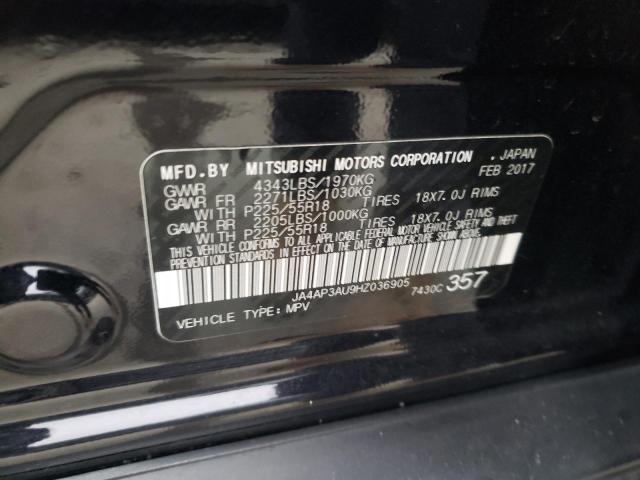 MFD.BY MITSUBISHI MOTORS CORPORATION , JAPAN
FEB 2017
GVWR 4343LBS/1970KG
GAWR FR 2271LBS/1030KG
WITH P225/55R18 TIRES 18X7.0J RIMS
GAWR RR 2205LBS/1000KG
WITH P225/55R18 TIRES 18X7.0J RIMS
THIS VEHICLE CONFORMS TO ALL APPLICABLE FEDERAL MOTOR VEHICLE SAFETY AND THEFT
PREVENTION STANDARDS IN EFFECT ON THE DATE OF MANUFACTURE SHOWN ABOVE.
JA4AP3AU9HZ036905 7430C 357
VEHICLE TYPE:MPV